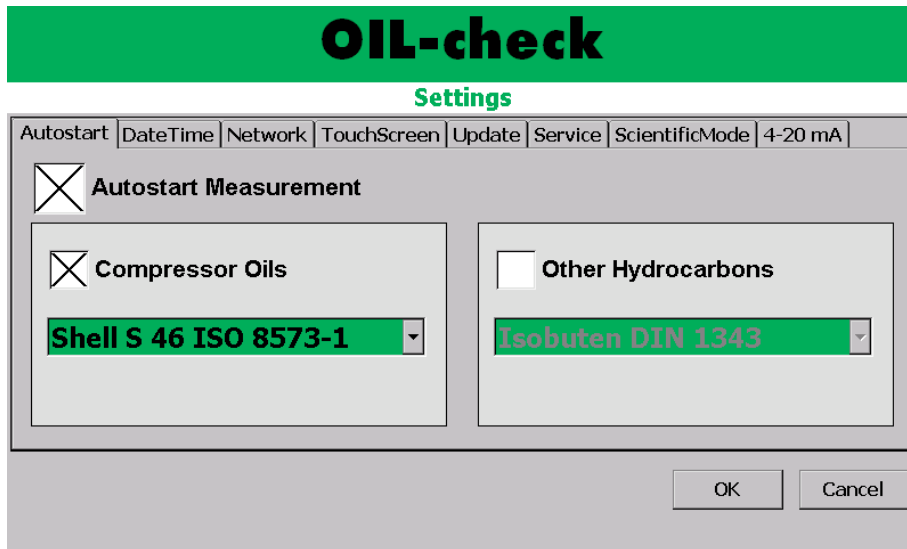 OIL-check
Settings
Autostart DateTime Network TouchScreen Update Service ScientificMode 4-20 mA
Autostart Measurement
Compressor Oils
Other Hydrocarbons
Shell S 46 ISO 8573-1
Isobuten DIN 1343
OK
Cancel